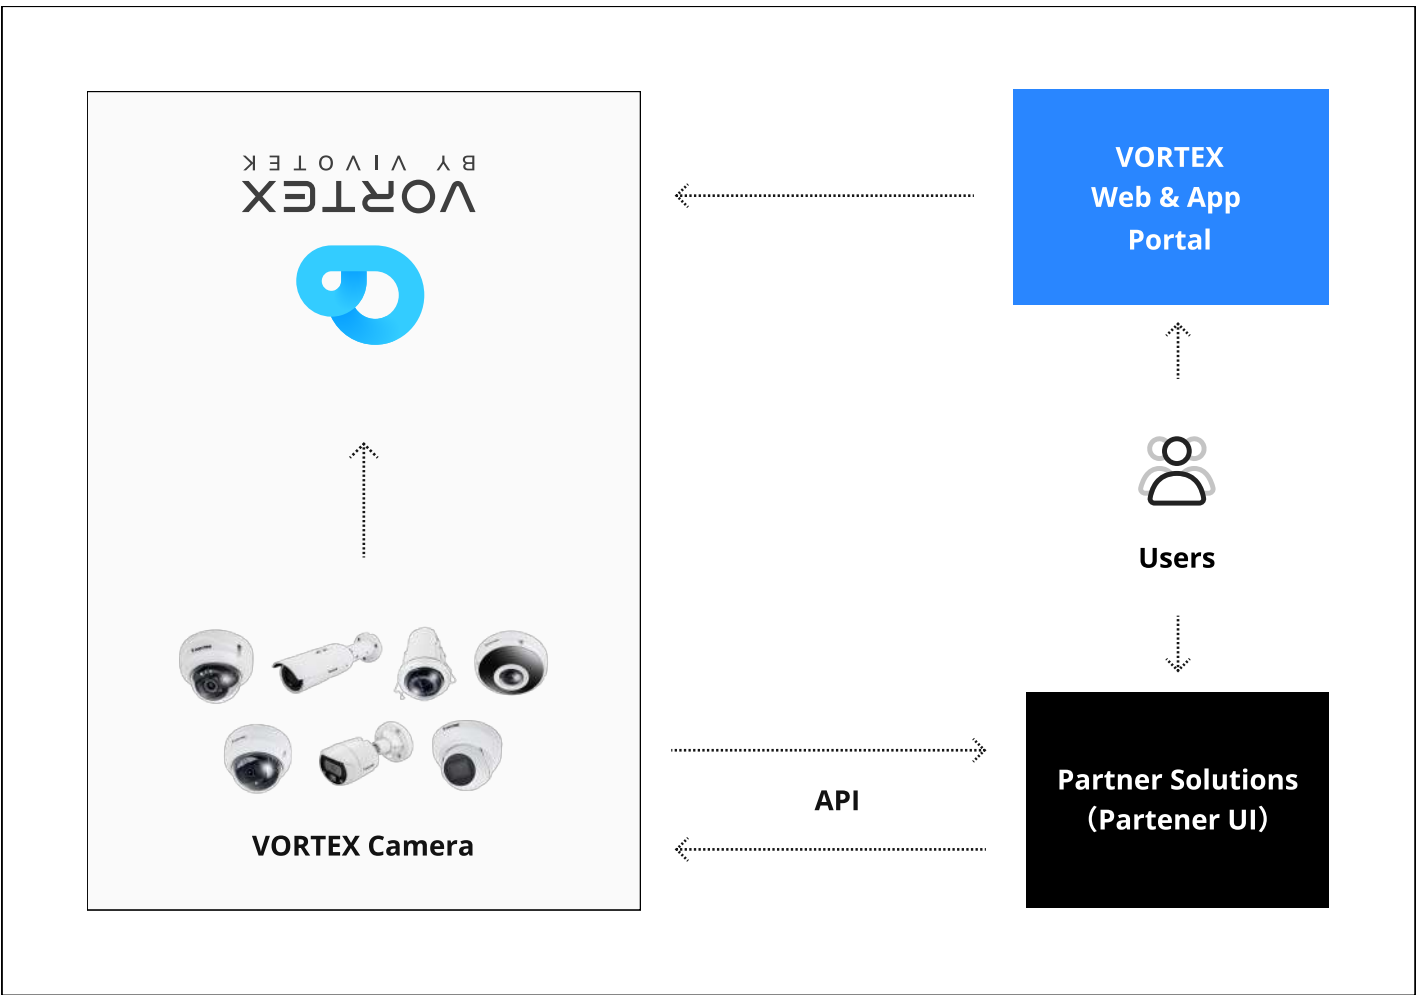 VORTEX
BY VIVOTEK
VORTEX
Web & App
Portal
Users
API
Partner Solutions
(Partener UI)
VORTEX Camera